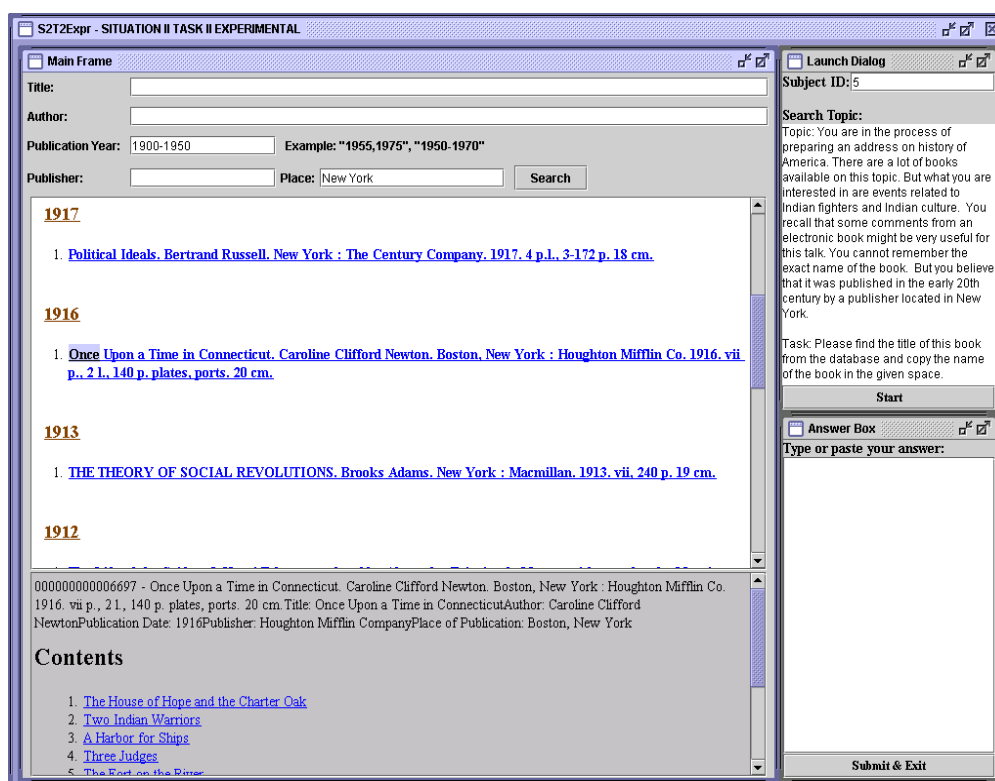 S2T2Expr - SITUATION II TASK II EXPERIMENTAL
Main Frame
Title:
Author:
Publication Year: 1900-1950 Example: "1955,1975", "1950-1970"
Publisher: Place: New York Search
1917
1. Political Ideals. Bertrand Russell. New York : The Century Company. 1917. 4 p.l., 3-172 p. 18 cm.
1916
1. Once Upon a Time in Connecticut. Caroline Clifford Newton. Boston, New York : Houghton Mifflin Co. 1916. vii
p., 2 l., 140 p. plates, ports. 20 cm.
1913
1. THE THEORY OF SOCIAL REVOLUTIONS. Brooks Adams. New York : Macmillan. 1913. vii, 240 p. 19 cm.
1912
000000000006697 - Once Upon a Time in Connecticut. Caroline Clifford Newton. Boston, New York : Houghton Mifflin Co.
1916. vii p., 2 l., 140 p. plates, ports. 20 cm.Title: Once Upon a Time in ConnecticutAuthor: Caroline Clifford
NewtonPublication Date: 1916Publisher: Houghton Mifflin CompanyPlace of Publication: Boston, New York
Contents
1. The House of Hope and the Charter Oak
2. Two Indian Warriors
3. A Harbor for Ships
4. Three Judges
5. The Fort on the River
Launch Dialog
Subject ID: 5
Search Topic:
Topic: You are in the process of
preparing an address on history of
America. There are a lot of books
available on this topic. But what you are
interested in are events related to
Indian fighters and Indian culture. You
recall that some comments from an
electronic book might be very useful for
this talk. You cannot remember the
exact name of the book. But you believe
that it was published in the early 20th
century by a publisher located in New
York.
Task: Please find the title of this book
from the database and copy the name
of the book in the given space.
Start
Answer Box
Type or paste your answer:
Submit & Exit